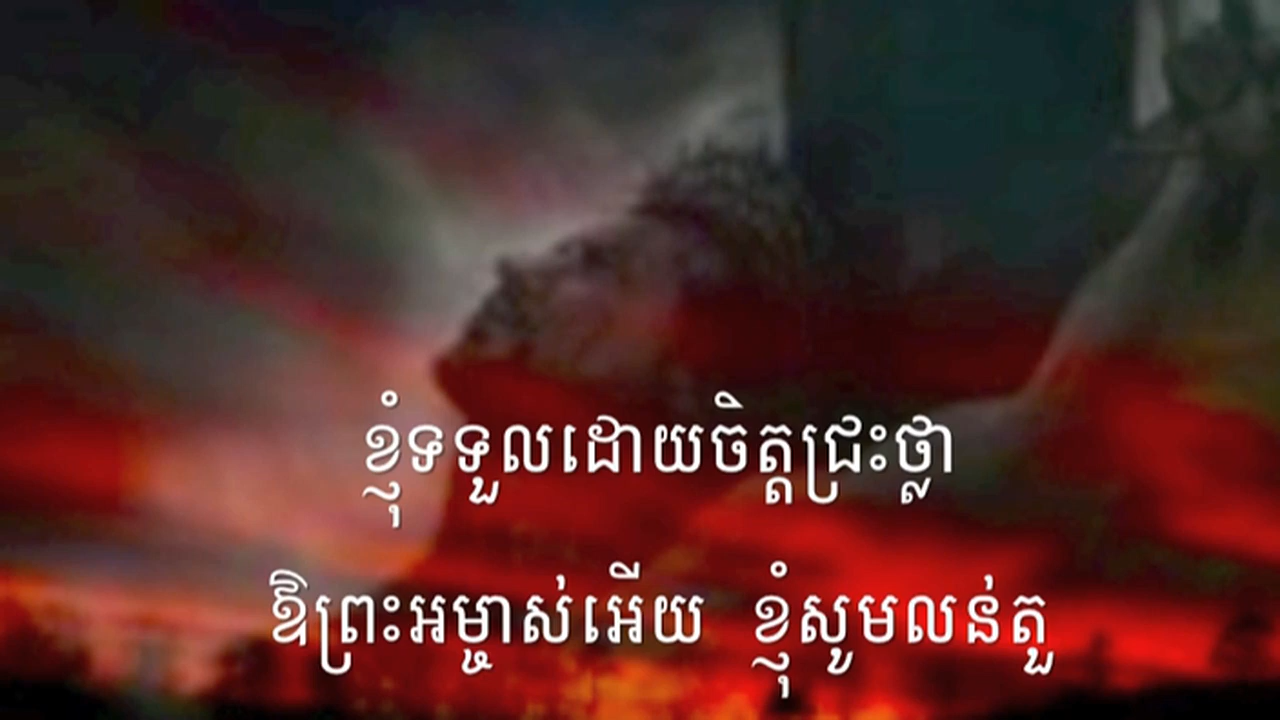 ខ្ញុំទទួលដោយចិត្តជ្រះថ្លា
ឱព្រះអម្ចាស់អើយ ខ្ញុំសូមលន់តួ